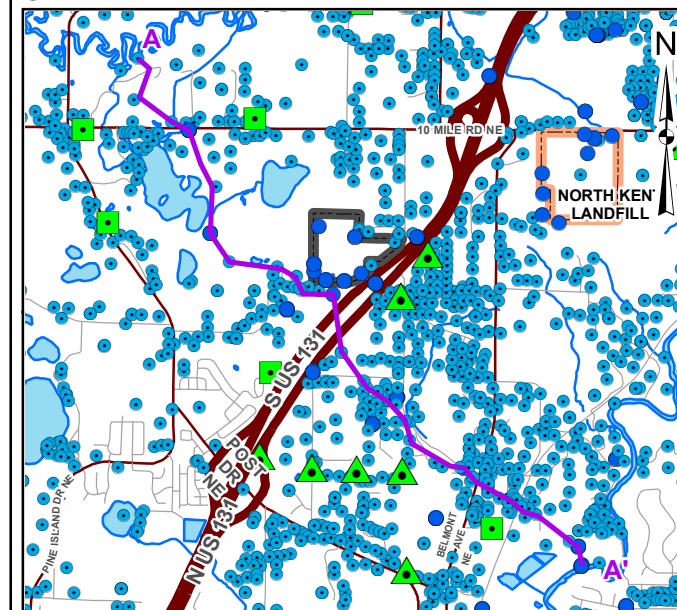 A
N
10 MILE RD NE
NORTH KEN
LANDFILL
S US 131
POST
DR
NE
N US 131
PINE ISLAND DR NE
BELMONT
AVE
NE
A'